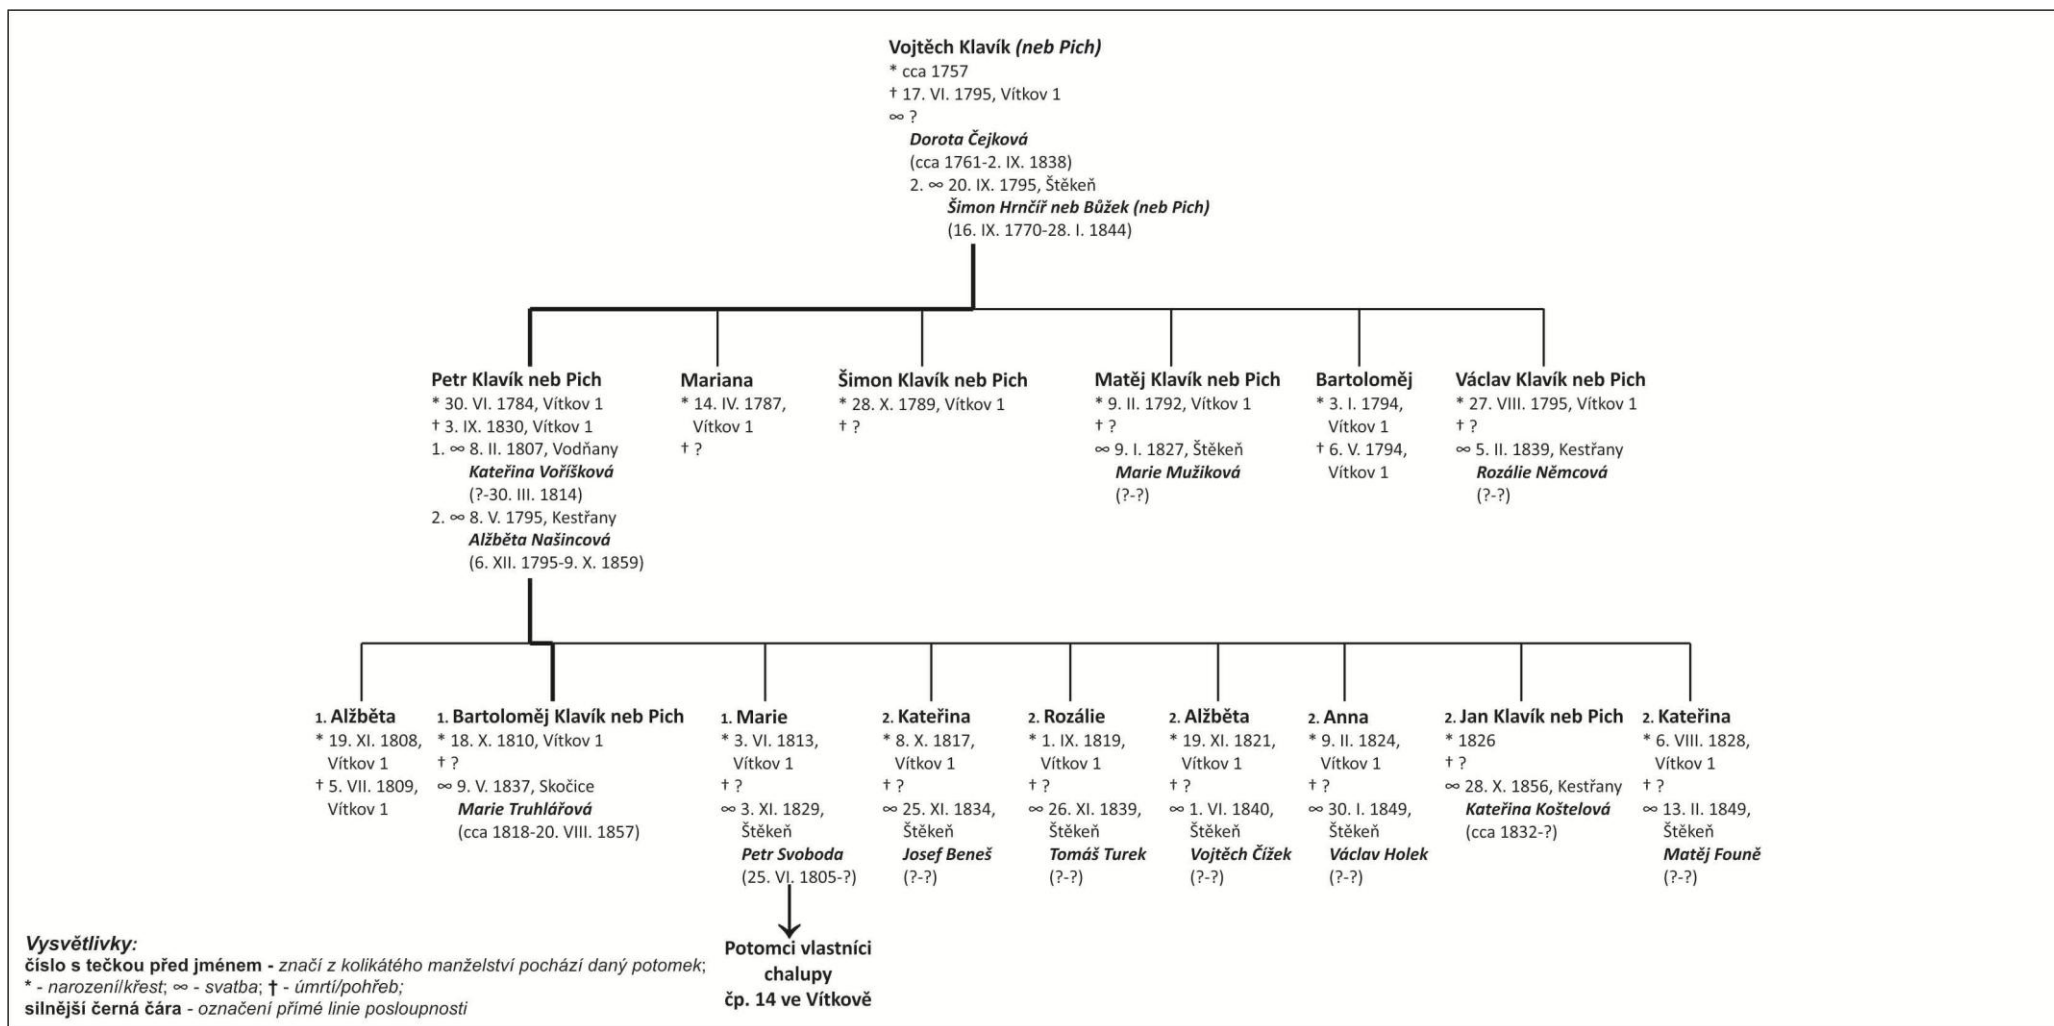 Vojtěch Klavík (neb Pich)
* cca 1757
† 17. VI. 1795, Vítkov 1
∞ ?
Dorota Čejková
(cca 1761-2. IX. 1838)
2. ∞ 20. IX. 1795, Štěkeň
Šimon Hrnčíř neb Bůžek (neb Pich)
(16. IX. 1770-28. I. 1844)
Petr Klavík neb Pich
* 30. VI. 1784, Vítkov 1
† 3. IX. 1830, Vítkov 1
1. ∞ 8. II. 1807, Vodňany
Kateřina Voříšková
(?-30. III. 1814)
2. ∞ 8. V. 1795, Kestřany
Alžběta Našincová
(6. XII. 1795-9. X. 1859)
Mariana
* 14. IV. 1787,
Vítkov 1
† ?
Šimon Klavík neb Pich
* 28. X. 1789, Vítkov 1
† ?
Matěj Klavík neb Pich
* 9. II. 1792, Vítkov 1
† ?
∞ 9. I. 1827, Štěkeň
Marie Mužiková
(?-?)
Bartoloměj
* 3. I. 1794,
Vítkov 1
† 6. V. 1794,
Vítkov 1
Václav Klavík neb Pich
* 27. VIII. 1795, Vítkov 1
† ?
∞ 5. II. 1839, Kestřany
Rozálie Němcová
(?-?)
1. Alžběta
* 19. XI. 1808,
Vítkov 1
† 5. VII. 1809,
Vítkov 1
1. Bartoloměj Klavík neb Pich
* 18. X. 1810, Vítkov 1
† ?
∞ 9. V. 1837, Skočice
Marie Truhlářová
(cca 1818-20. VIII. 1857)
1. Marie
* 3. VI. 1813,
Vítkov 1
† ?
∞ 3. XI. 1829,
Štěkeň
Petr Svoboda
(25. VI. 1805-?)
2. Kateřina
* 8. X. 1817,
Vítkov 1
† ?
∞ 25. XI. 1834,
Štěkeň
Josef Beneš
(?-?)
2. Rozálie
* 1. IX. 1819,
Vítkov 1
† ?
∞ 26. XI. 1839,
Štěkeň
Tomáš Turek
(?-?)
2. Alžběta
* 19. XI. 1821,
Vítkov 1
† ?
∞ 1. VI. 1840,
Štěkeň
Vojtěch Čížek
(?-?)
2. Anna
* 9. II. 1824,
Vítkov 1
† ?
∞ 30. I. 1849,
Štěkeň
Václav Holek
(?-?)
2. Jan Klavík neb Pich
* 1826
† ?
∞ 28. X. 1856, Kestřany
Kateřina Koštelová
(cca 1832-?)
2. Kateřina
* 6. VIII. 1828,
Vítkov 1
† ?
∞ 13. II. 1849,
Štěkeň
Matěj Founě
(?-?)
Potomci vlastníci
chalupy
čp. 14 ve Vítkově
Vysvětlivky:
číslo s tečkou před jménem - značí z kolikátého manželství pochází daný potomek;
* - narození/křest; ∞ - svatba; † - úmrtí/pohřeb;
silnější černá čára - označení přímé linie posloupnosti